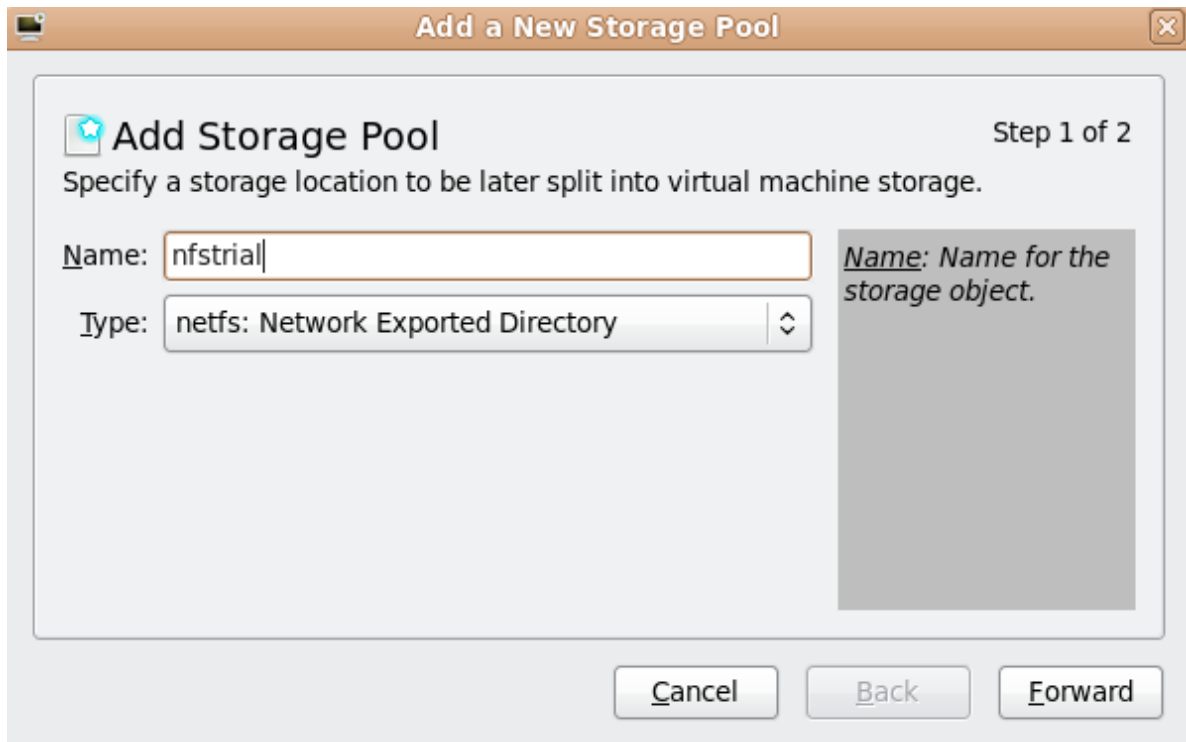 Add a New Storage Pool
Add Storage Pool
Step 1 of 2
Specify a storage location to be later split into virtual machine storage.
Name: nfstrial
Name: Name for the
storage object.
Type: netfs: Network Exported Directory
Cancel
Back
Forward